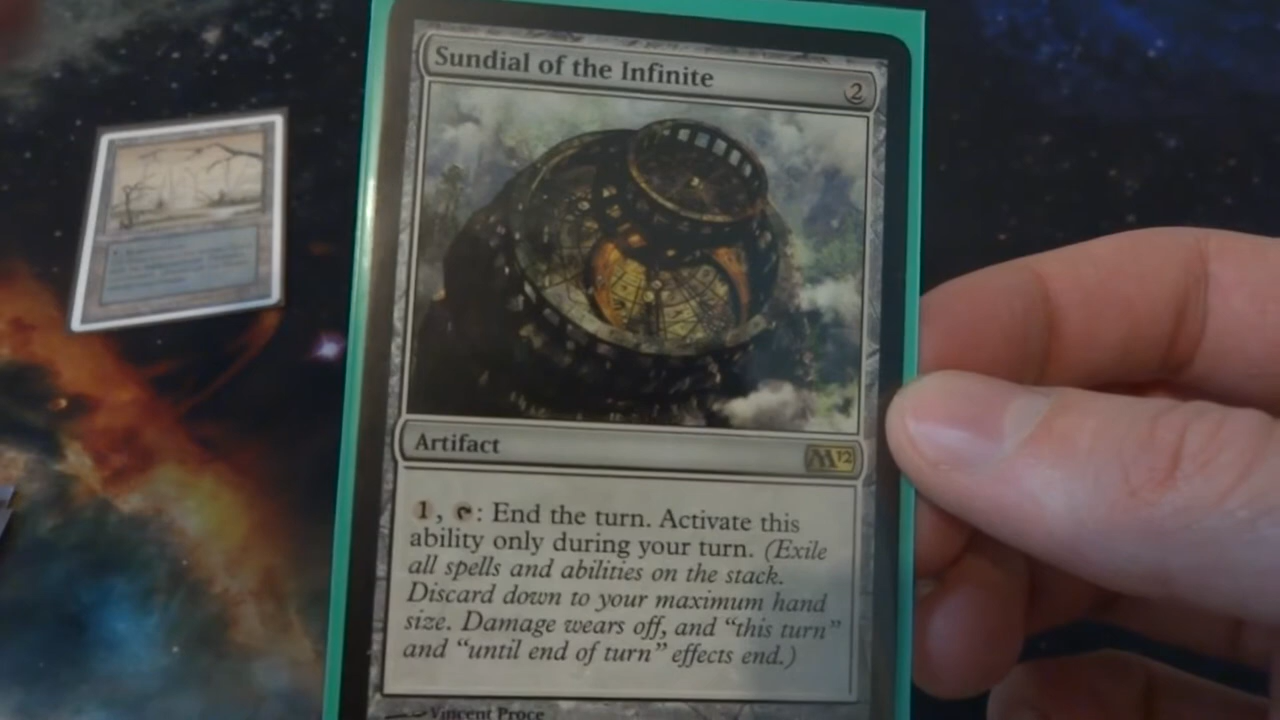 Sundial of the Infinite
2
Artifact
M12
1, T: End the turn. Activate this
ability only during your turn. (Exile
all spells and abilities on the stack.
Discard down to your maximum hand
size. Damage wears off, and “this turn”
and “until end of turn” effects end.)
Vincent Proce